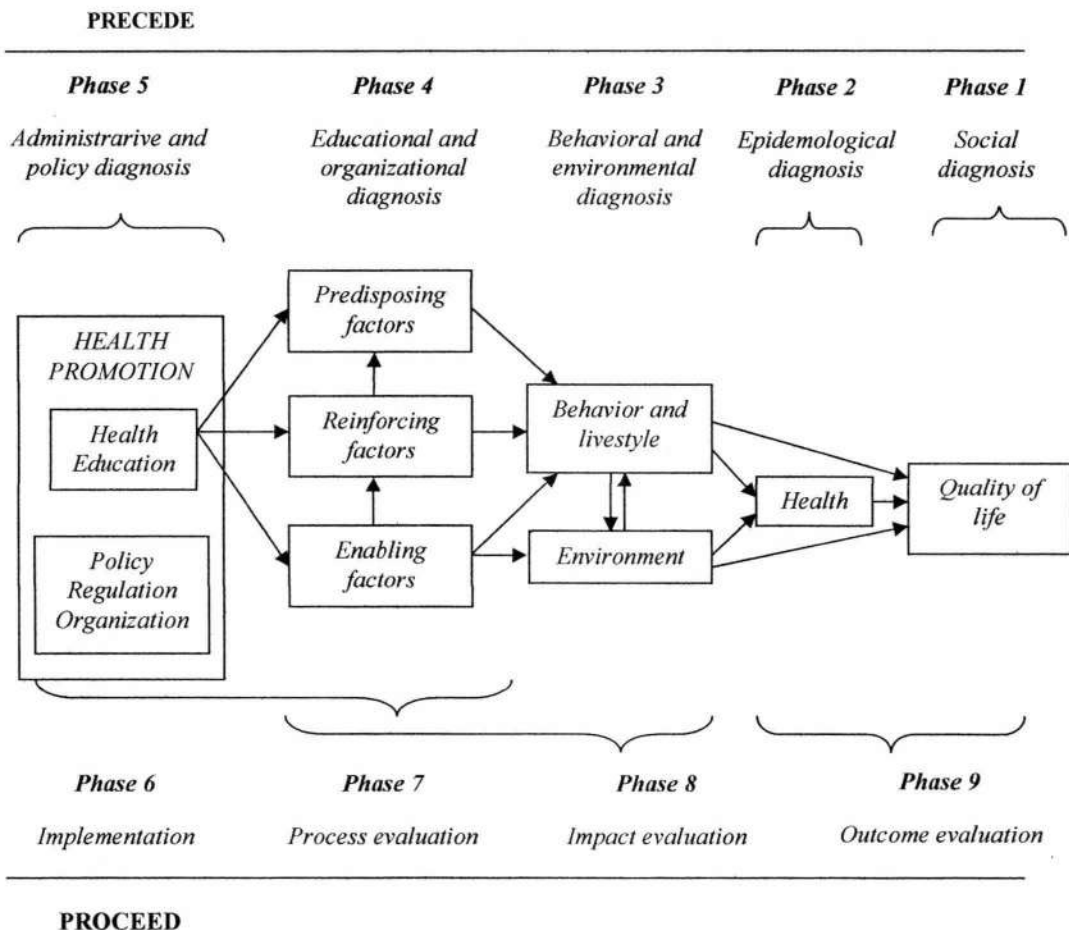 PRECEDE
Phase 5 Phase 4 Phase 3 Phase 2 Phase 1
Administrarive and policy diagnosis
Educational and organizational diagnosis
Behavioral and environmental diagnosis
Epidemological diagnosis
Social diagnosis
HEALTH
PROMOTION
Health
Education
Policy
Regulation
Organization
Predisposing
factors
Reinforcing
factors
Enabling
factors
Behavior and
livestyle
Environment
Health
Quality of
life
Phase 6 Phase 7 Phase 8 Phase 9
Implementation Process evaluation Impact evaluation Outcome evaluation
PROCEED